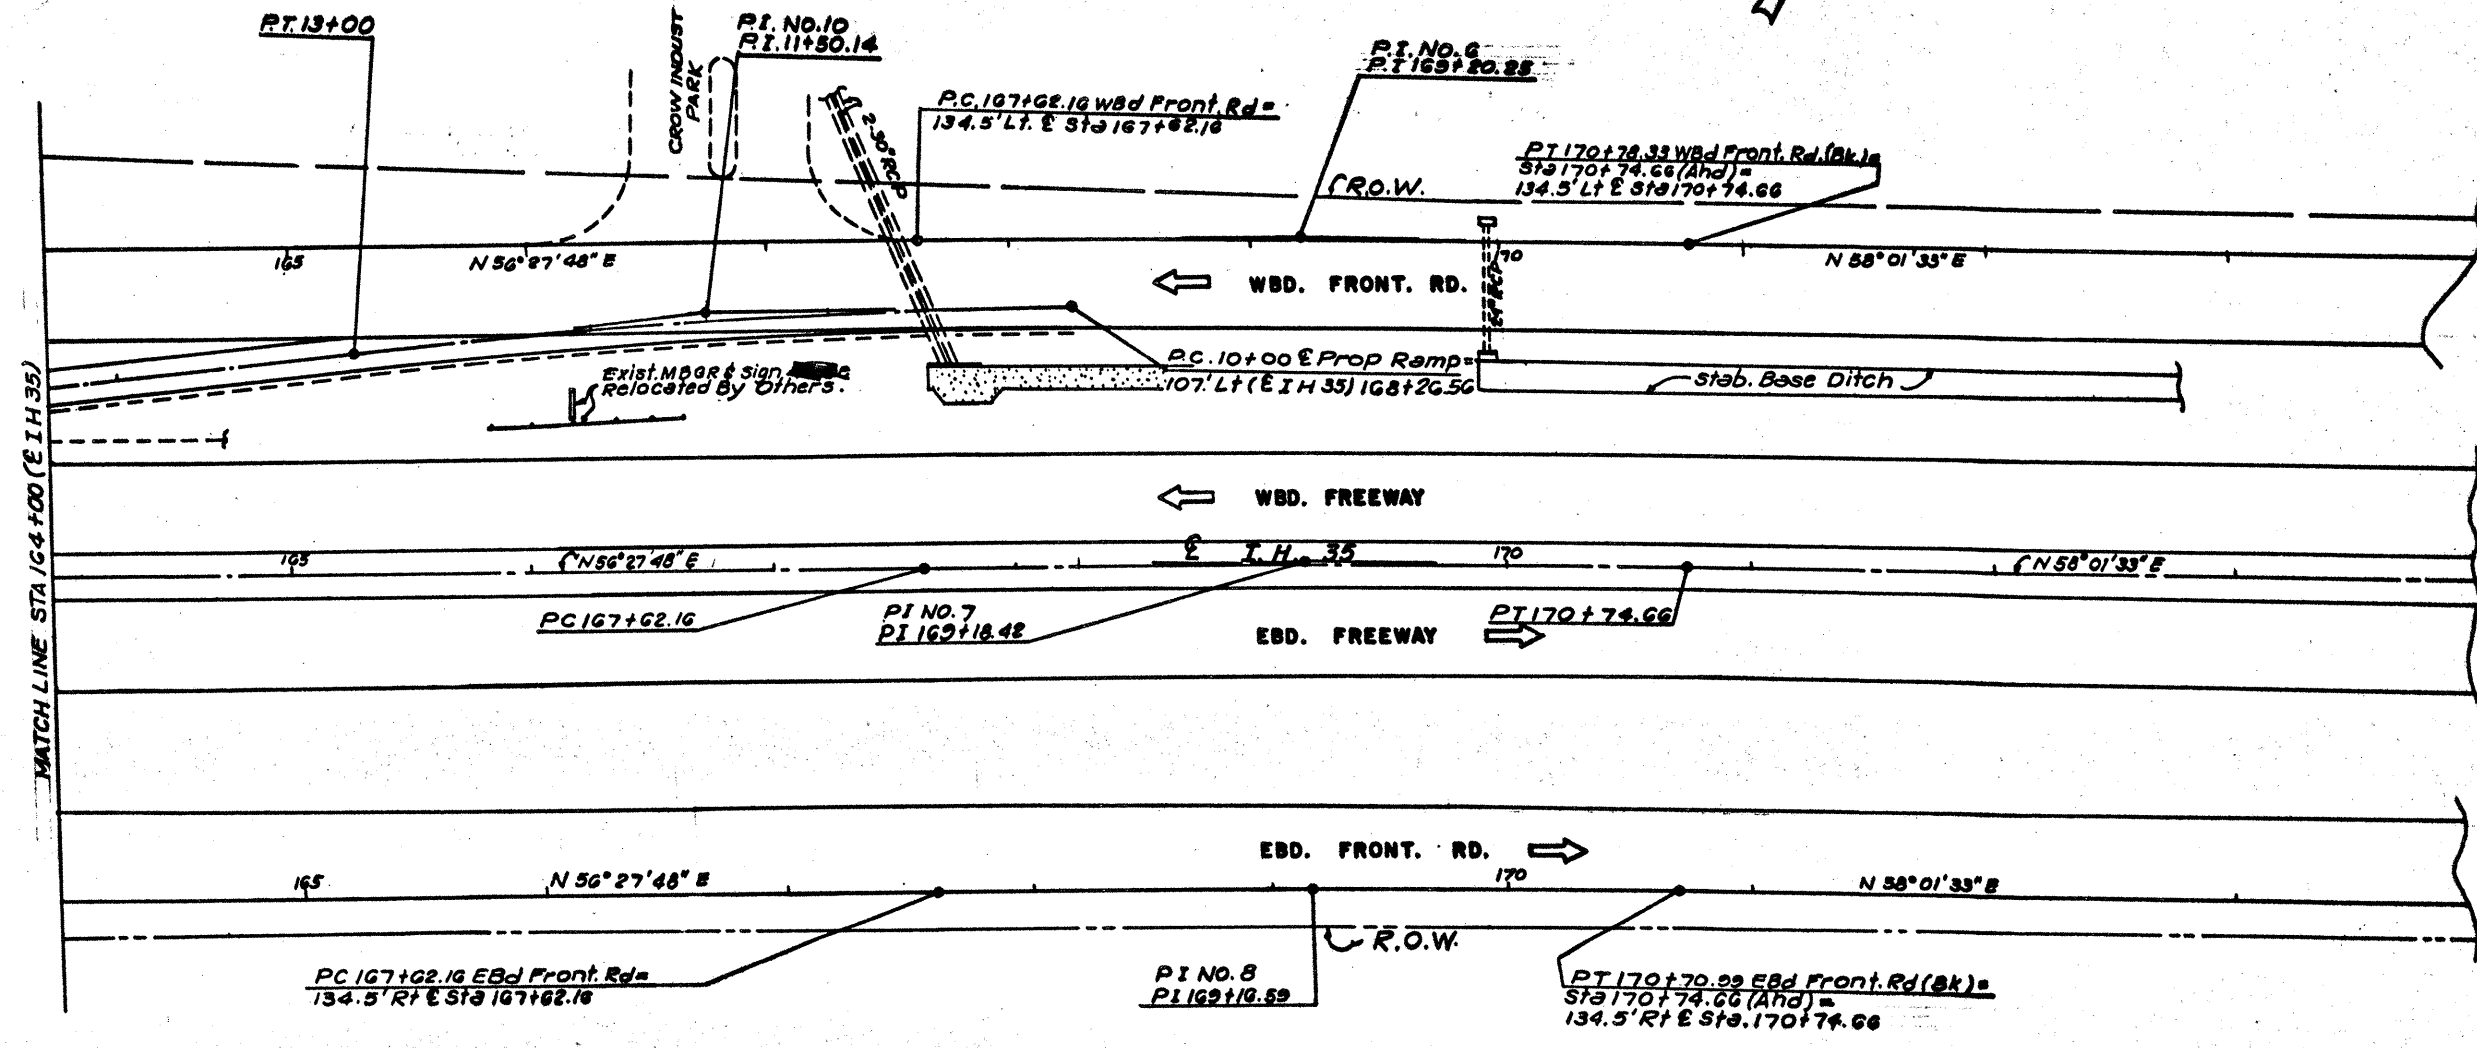 P.T. 13+00
CROW INDUST
PARK
P.I. NO. 10
P.I. 11+50.14
P.I. NO. 6
P.I 169+20.25
P.C. 167+62.16 WBd Front. Rd =
134.5' Lt. ℄ Sta 167+62.16
2-30" RCP
PT 170+78.33 WBd Front. Rd. (Bk.) =
Sta 170+74.66 (Ahd) =
134.5' Lt ℄ Sta 170+74.66
R.O.W.
165
N 56° 27' 48" E
170
N 58° 01' 33" E
WBD. FRONT. RD.
24" RCP
P.C. 10+00 ℄ Prop Ramp =
107.' Lt (℄ I H 35) 168+26.56
Exist. MBGR & Sign
Relocated By Others.
Stab. Base Ditch
MATCH LINE STA 164+00 (℄ I H 35)
WBD. FREEWAY
165
N 56° 27' 48" E
℄ I. H. 35
170
N 58° 01' 33" E
PC 167+62.16
PI NO. 7
PI 169+18.42
PT 170+74.66
EBD. FREEWAY
EBD. FRONT. RD.
165
N 56° 27' 48" E
170
N 58° 01' 33" E
R.O.W.
PC 167+62.16 EBd Front. Rd =
134.5' Rt ℄ Sta 167+62.16
PI NO. 8
PI 169+16.59
PT 170+70.99 EBd Front. Rd (Bk) =
Sta 170+74.66 (Ahd) =
134.5' Rt ℄ Sta. 170+74.66